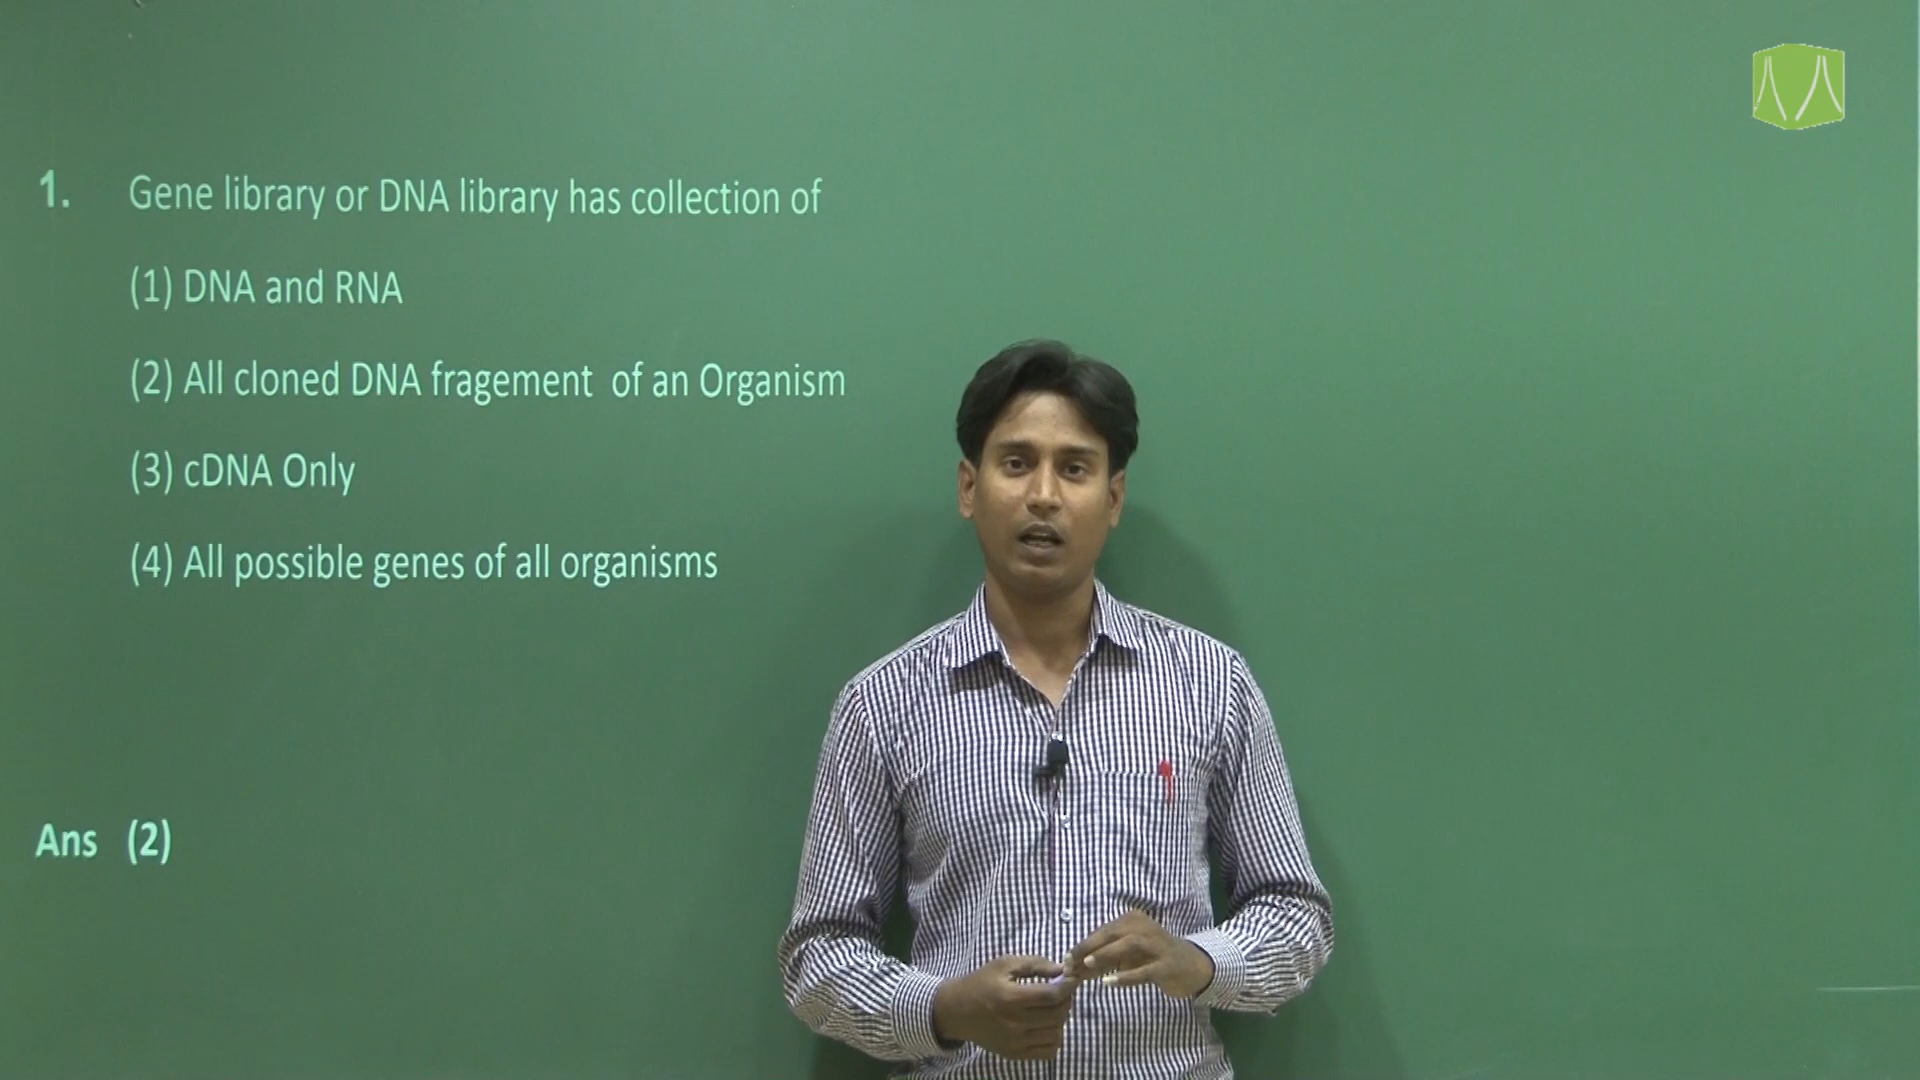 1. Gene library or DNA library has collection of
(1) DNA and RNA
(2) All cloned DNA fragement of an Organism
(3) cDNA Only
(4) All possible genes of all organisms
Ans (2)